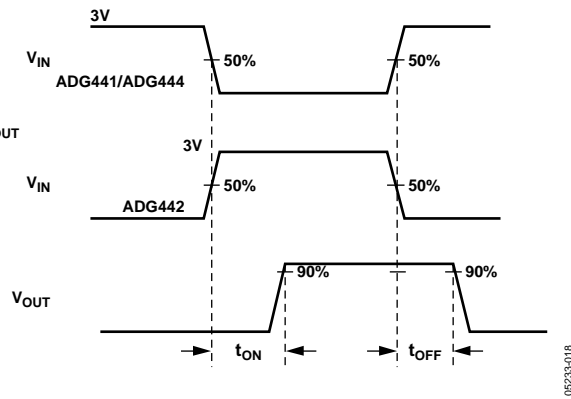 3V
VIN
50%
50%
ADG441/ADG444
OUT
3V
VIN
50%
50%
ADG442
90%
90%
VOUT
tON
tOFF
05233-018